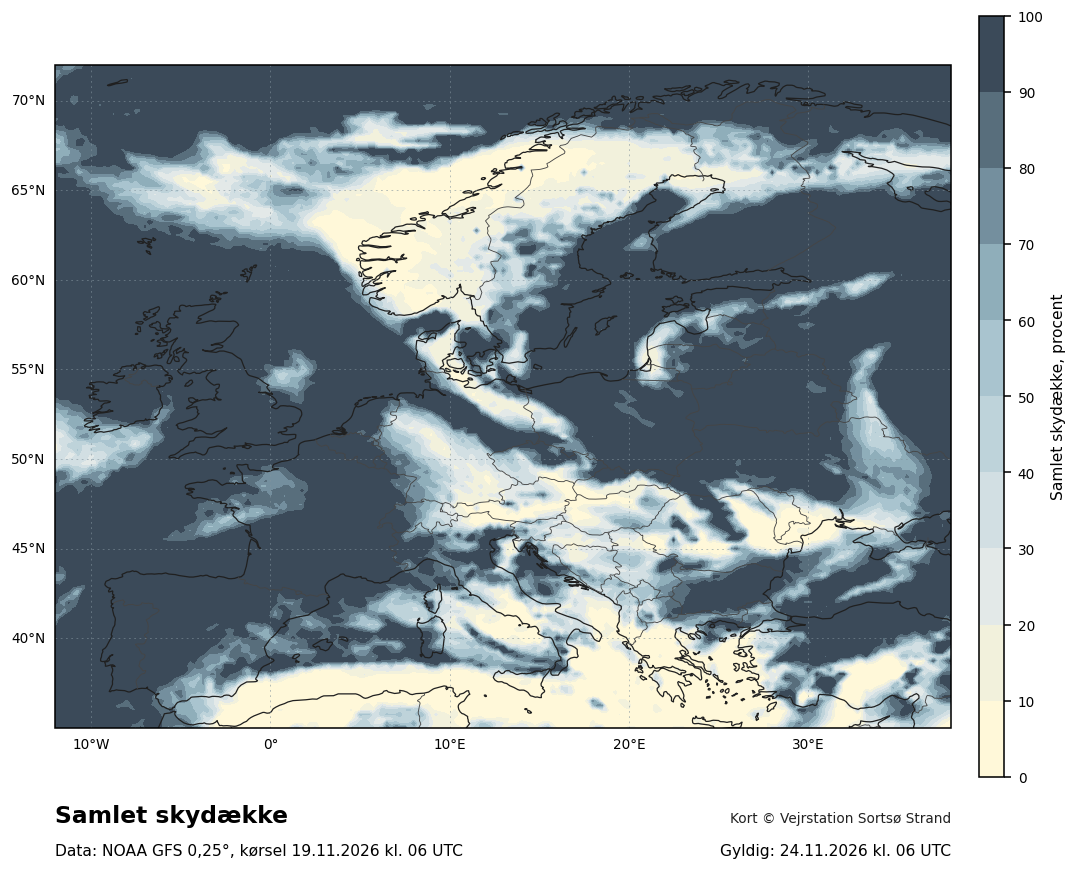 100
90
80
70
60
50
40
30
20
10
0
Samlet skydække, procent
70°N
65°N
60°N
55°N
50°N
45°N
40°N
10°W
0°
10°E
20°E
30°E
Samlet skydække
Kort © Vejrstation Sortsø Strand
Data: NOAA GFS 0,25°, kørsel 19.11.2026 kl. 06 UTC
Gyldig: 24.11.2026 kl. 06 UTC